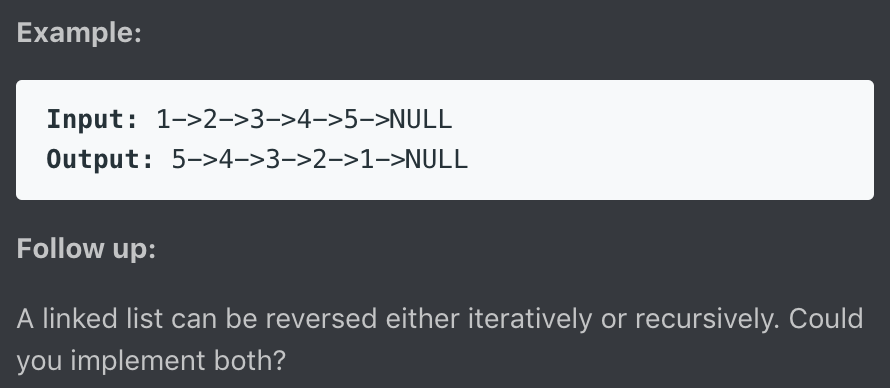 Example:
Input: 1->2->3->4->5->NULL
Output: 5->4->3->2->1->NULL
Follow up:
A linked list can be reversed either iteratively or recursively. Could
you implement both?